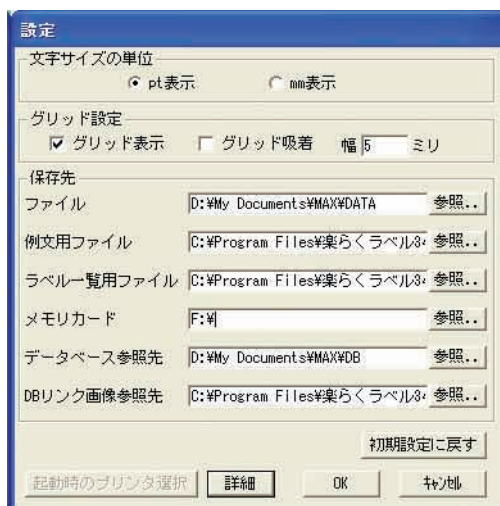 設定
文字サイズの単位
pt表示 mm表示
グリッド設定
グリッド表示 グリッド吸着 幅 5 ミリ
保存先
ファイル D:¥My Documents¥MAX¥DATA 参照..
例文用ファイル C:¥Program Files¥楽らくラベル34 参照..
ラベル一覧用ファイル C:¥Program Files¥楽らくラベル34 参照..
メモリカード F:¥ 参照..
データベース参照先 D:¥My Documents¥MAX¥DB 参照..
DBリンク画像参照先 C:¥Program Files¥楽らくラベル34 参照..
初期設定に戻す
起動時のプリンタ選択 詳細 OK キャンセル